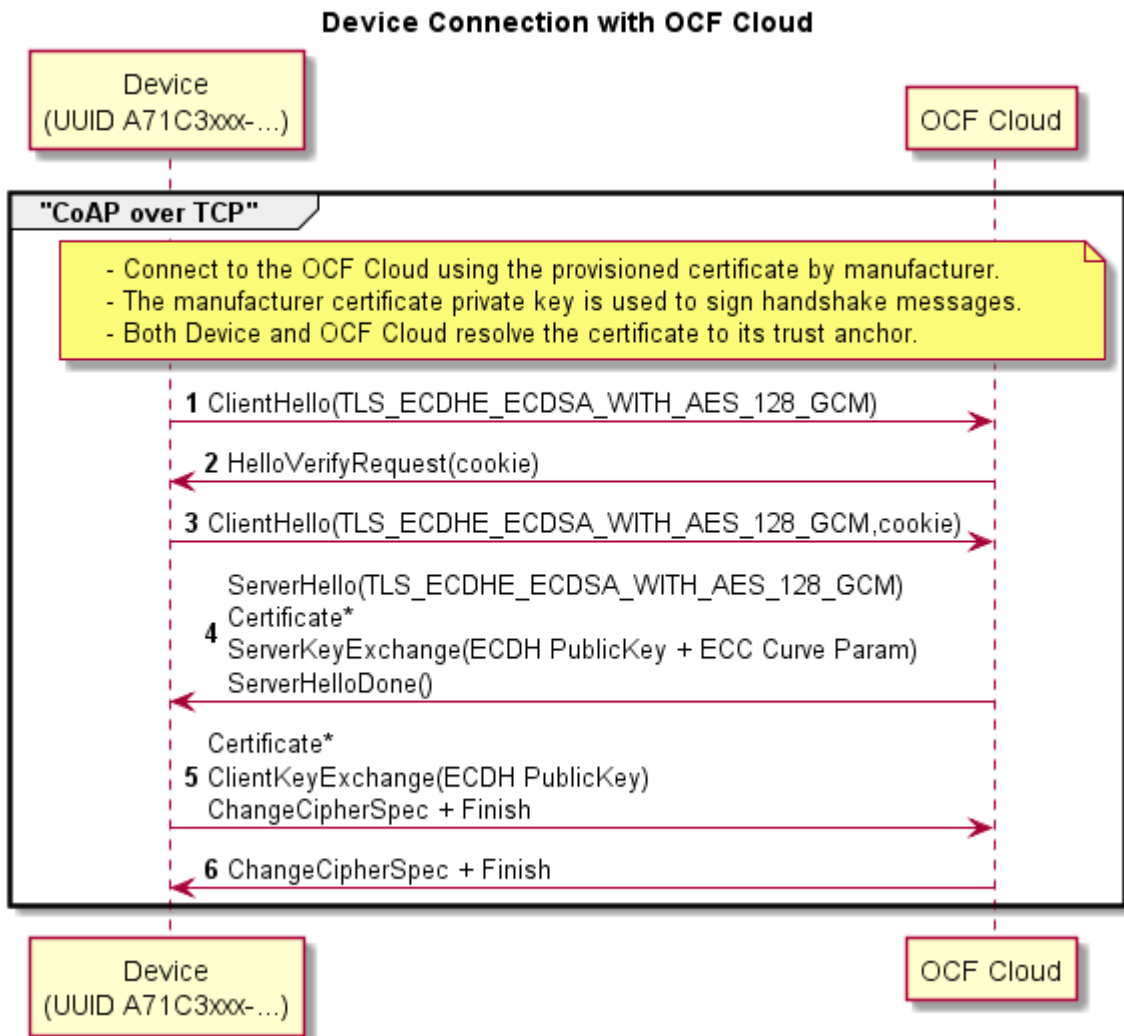 Device Connection with OCF Cloud
Device
(UUID A71C3xxx-...)
OCF Cloud
"CoAP over TCP"
- Connect to the OCF Cloud using the provisioned certificate by manufacturer.
- The manufacturer certificate private key is used to sign handshake messages.
- Both Device and OCF Cloud resolve the certificate to its trust anchor.
1 ClientHello(TLS_ECDHE_ECDSA_WITH_AES_128_GCM)
2 HelloVerifyRequest(cookie)
3 ClientHello(TLS_ECDHE_ECDSA_WITH_AES_128_GCM,cookie)
ServerHello(TLS_ECDHE_ECDSA_WITH_AES_128_GCM)
Certificate*
4 ServerKeyExchange(ECDH PublicKey + ECC Curve Param)
ServerHelloDone()
Certificate*
5 ClientKeyExchange(ECDH PublicKey)
ChangeCipherSpec + Finish
6 ChangeCipherSpec + Finish
Device
(UUID A71C3xxx-...)
OCF Cloud